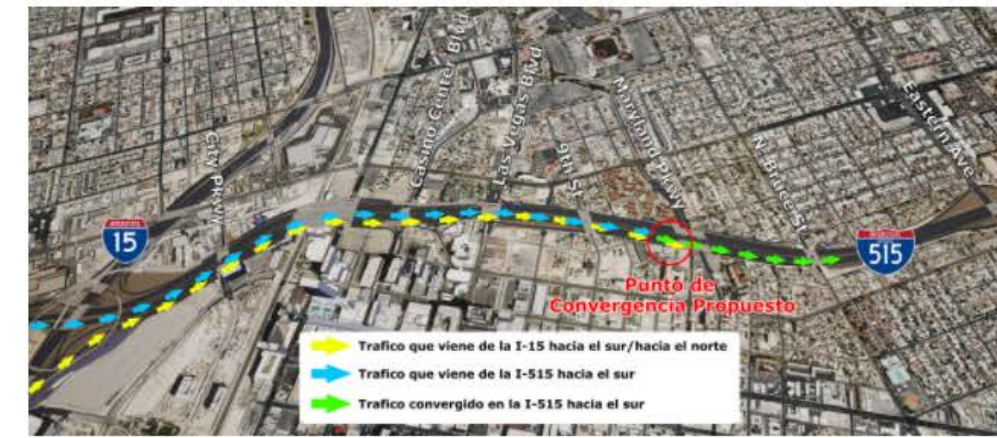 City Pkwy
Casino Center Blvd
Las Vegas Blvd
9th St
Maryland Pkwy
N Bruce St.
Eastern Ave.
15
515
Punto de
Convergencia Propuesto
Trafico que viene de la I-15 hacia el sur/hacia el norte
Trafico que viene de la I-515 hacia el sur
Trafico convergido en la I-515 hacia el sur